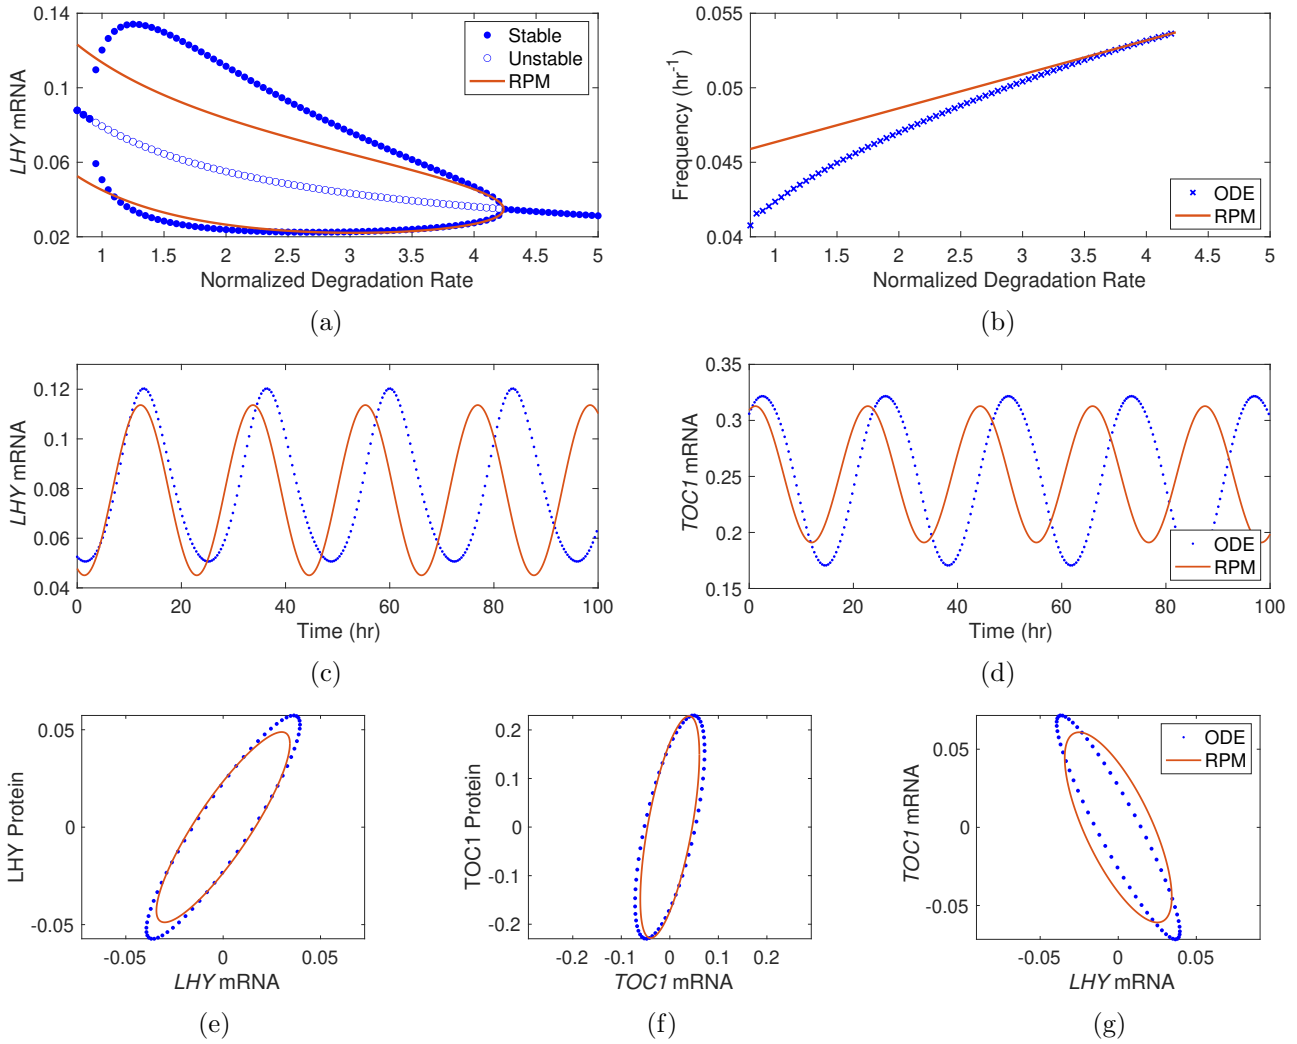 0.14
0.1
0.06
0.02
LHY mRNA
Stable
Unstable
RPM
1 1.5 2 2.5 3 3.5 4 4.5 5
Normalized Degradation Rate
(a)
0.055
0.05
0.045
0.04
Frequency (hr-1)
ODE
RPM
1 1.5 2 2.5 3 3.5 4 4.5 5
Normalized Degradation Rate
(b)
0.12
0.1
0.08
0.06
0.04
LHY mRNA
0 20 40 60 80 100
Time (hr)
(c)
0.35
0.3
0.25
0.2
0.15
TOC1 mRNA
ODE
RPM
0 20 40 60 80 100
Time (hr)
(d)
0.05
0
-0.05
LHY Protein
-0.05 0 0.05
LHY mRNA
(e)
0.2
0.1
0
-0.1
-0.2
TOC1 Protein
-0.2 -0.1 0 0.1 0.2
TOC1 mRNA
(f)
0.05
0
-0.05
TOC1 mRNA
ODE
RPM
-0.05 0 0.05
LHY mRNA
(g)